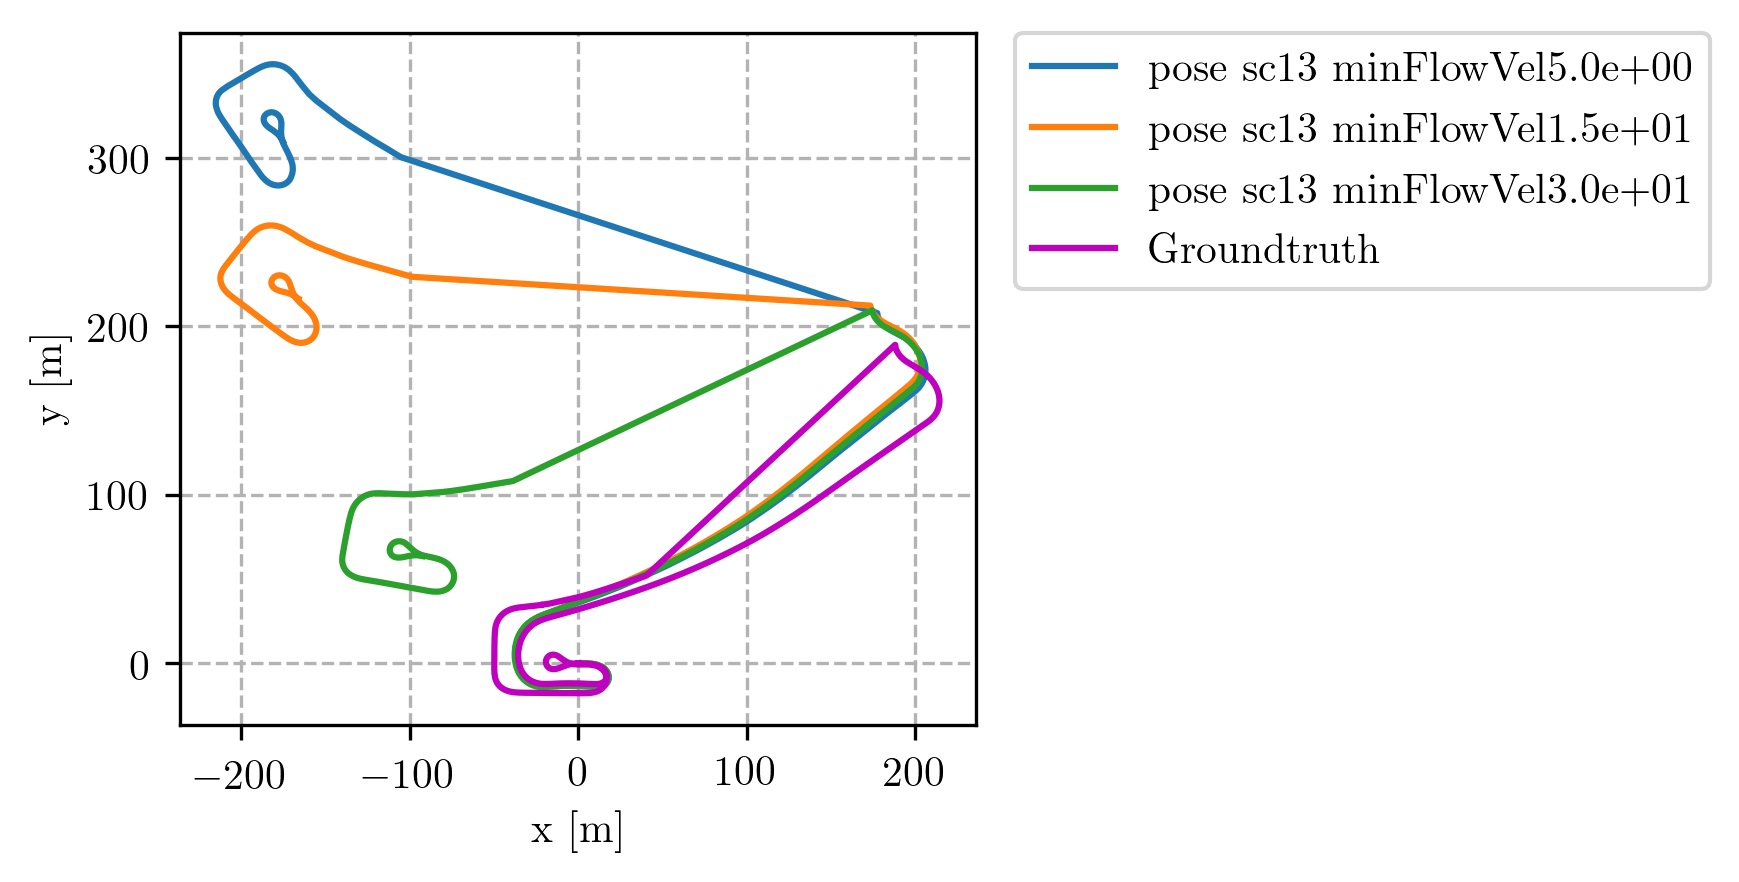 pose sc13 minFlowVel5.0e+00
pose sc13 minFlowVel1.5e+01
pose sc13 minFlowVel3.0e+01
Groundtruth
300
200
100
0
y [m]
−200 −100 0 100 200
x [m]